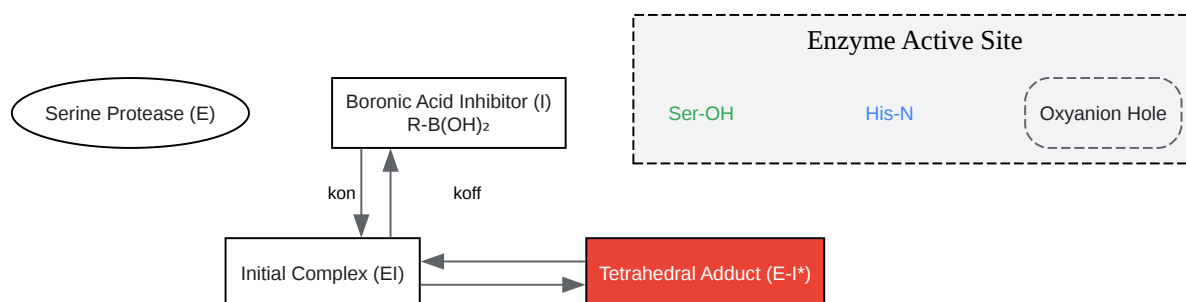 Enzyme Active Site
Serine Protease (E)
Boronic Acid Inhibitor (I)
R-B(OH)₂
Ser-OH
His-N
Oxyanion Hole
kon
koff
Initial Complex (EI)
Tetrahedral Adduct (E-I*)